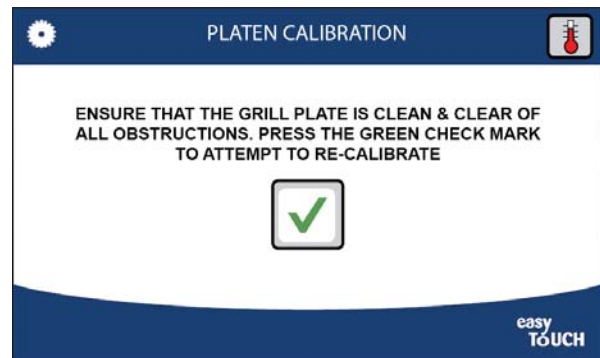 PLATEN CALIBRATION
ENSURE THAT THE GRILL PLATE IS CLEAN & CLEAR OF
ALL OBSTRUCTIONS. PRESS THE GREEN CHECK MARK
TO ATTEMPT TO RE-CALIBRATE
easy
TOUCH